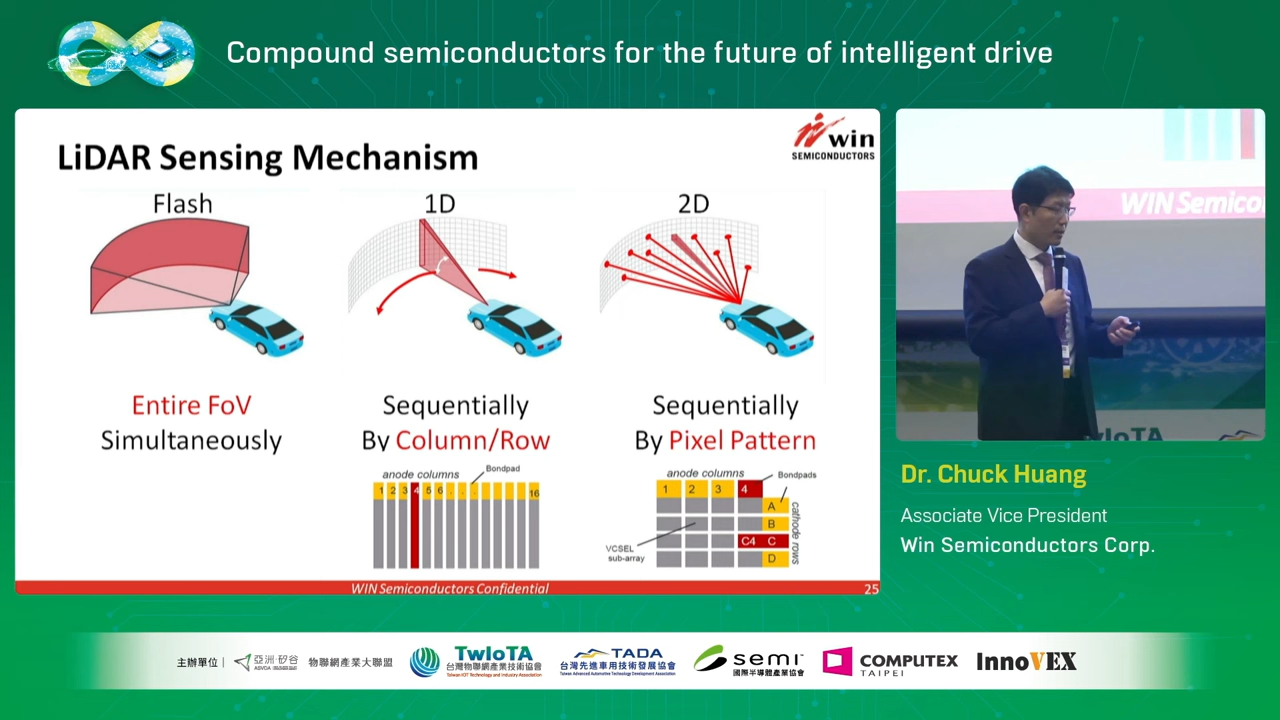 Compound semiconductors for the future of intelligent drive
LiDAR Sensing Mechanism
win
SEMICONDUCTORS
Flash
1D
2D
Entire FoV
Simultaneously
Sequentially
By Column/Row
Sequentially
By Pixel Pattern
anode columns
Bondpad
1 2 3 4 5 6 . . . 16
anode columns
Bondpads
1 2 3 4
A
B
C4 C
D
cathode rows
VCSEL
sub-array
WIN Semiconductors Confidential
25
WIN Semico
TADA
Dr. Chuck Huang
Associate Vice President
Win Semiconductors Corp.
主辦單位 |
亞洲·矽谷
物聯網產業大聯盟
TwIoTA
台灣物聯網產業技術協會
Taiwan IOT Technology and Industry Association
TADA
台灣先進車用技術發展協會
Taiwan Advanced Automotive Technology Development Association
semi
國際半導體產業協會
COMPUTEX
TAIPEI
InnoVEX